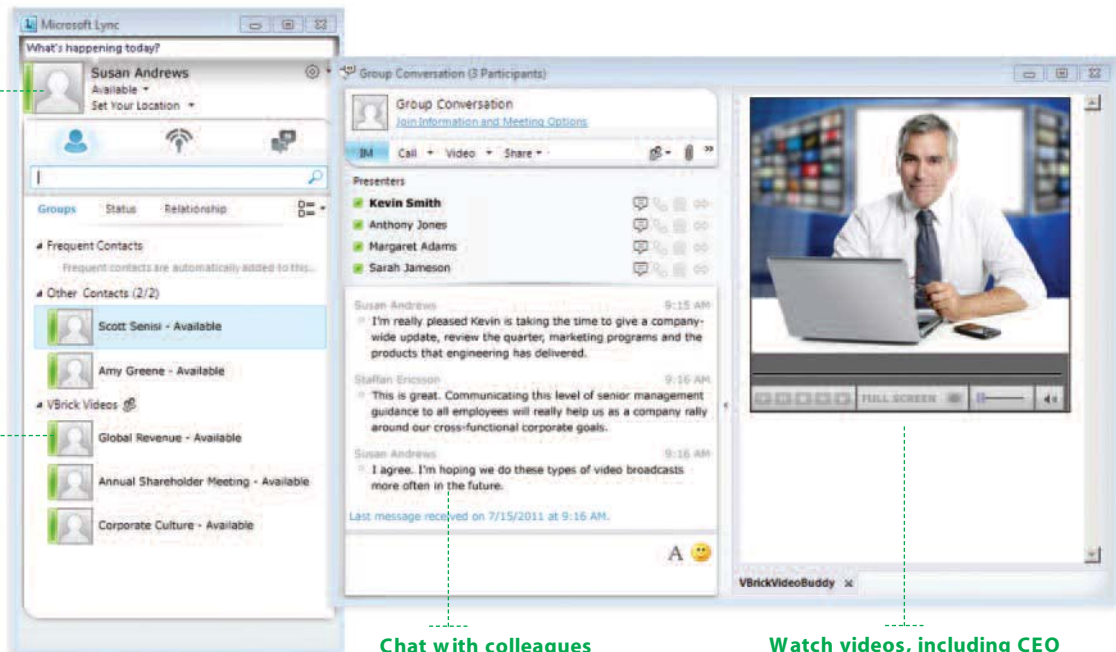 Microsoft Lync
What's happening today?
Susan Andrews
Available
Set Your Location
Groups Status Relationship
Frequent Contacts
Frequent contacts are automatically added to this...
Other Contacts (2/2)
Scott Senisi - Available
Amy Greene - Available
VBrick Videos
Global Revenue - Available
Annual Shareholder Meeting - Available
Corporate Culture - Available
Group Conversation (3 Participants)
Group Conversation
Join Information and Meeting Options
IM Call Video Share
Presenters
Kevin Smith
Anthony Jones
Margaret Adams
Sarah Jameson
Susan Andrews 9:15 AM
I'm really pleased Kevin is taking the time to give a company-
wide update, review the quarter, marketing programs and the
products that engineering has delivered.
Staffan Ericsson 9:16 AM
This is great. Communicating this level of senior management
guidance to all employees will really help us as a company rally
around our cross-functional corporate goals.
Susan Andrews 9:16 AM
I agree. I'm hoping we do these types of video broadcasts
more often in the future.
Last message received on 7/15/2011 at 9:16 AM.
A
FULL SCREEN
VBrickVideoBuddy
Chat with colleagues
Watch videos, including CEO